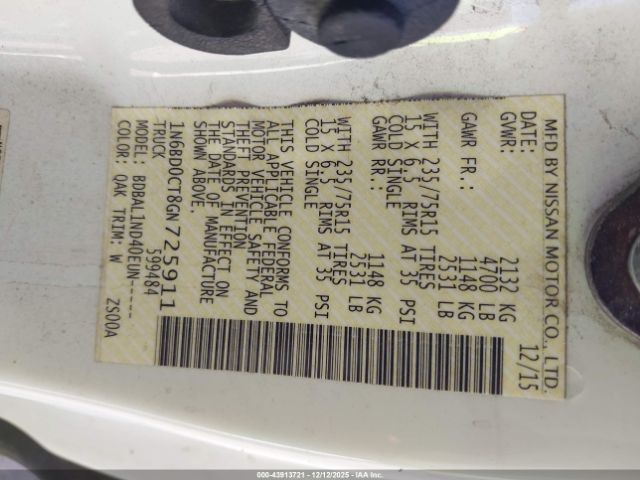 MFD BY NISSAN MOTOR CO., LTD.
DATE: 12/15
GVWR: 2132 KG
4700 LB
GAWR FR.: 1148 KG
2531 LB
WITH 235/75R15 TIRES
15 X 6.5 RIMS AT 35 PSI
COLD SINGLE
GAWR RR.: 1148 KG
2531 LB
WITH 235/75R15 TIRES
15 X 6.5 RIMS AT 35 PSI
COLD SINGLE
THIS VEHICLE CONFORMS TO
ALL APPLICABLE FEDERAL
MOTOR VEHICLE SAFETY AND
THEFT PREVENTION
STANDARDS IN EFFECT ON
THE DATE OF MANUFACTURE
SHOWN ABOVE.
1N6BD0CT8GN725911
TRUCK 599484
MODEL: BDBAL1ND4OEUN-----
COLOR: QAK TRIM: W ZS00A
000-43913721 - 12/12/2025 - IAA Inc.